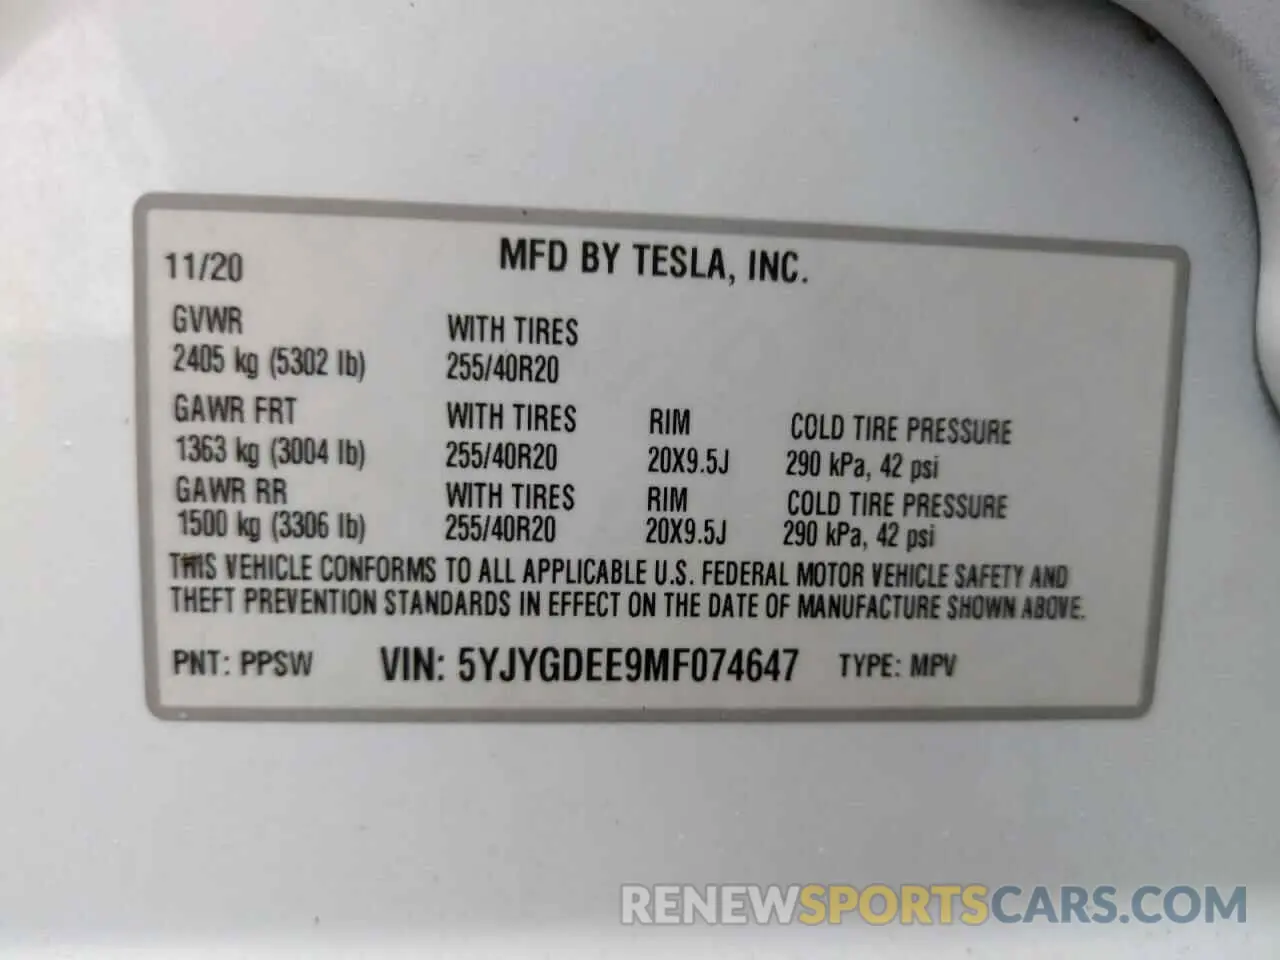 11/20 MFD BY TESLA, INC.
GVWR WITH TIRES
2405 kg (5302 lb) 255/40R20
GAWR FRT WITH TIRES RIM COLD TIRE PRESSURE
1363 kg (3004 lb) 255/40R20 20X9.5J 290 kPa, 42 psi
GAWR RR WITH TIRES RIM COLD TIRE PRESSURE
1500 kg (3306 lb) 255/40R20 20X9.5J 290 kPa, 42 psi
THIS VEHICLE CONFORMS TO ALL APPLICABLE U.S. FEDERAL MOTOR VEHICLE SAFETY AND
THEFT PREVENTION STANDARDS IN EFFECT ON THE DATE OF MANUFACTURE SHOWN ABOVE.
PNT: PPSW VIN: 5YJYGDEE9MF074647 TYPE: MPV
RENEWSPORTSCARS.COM